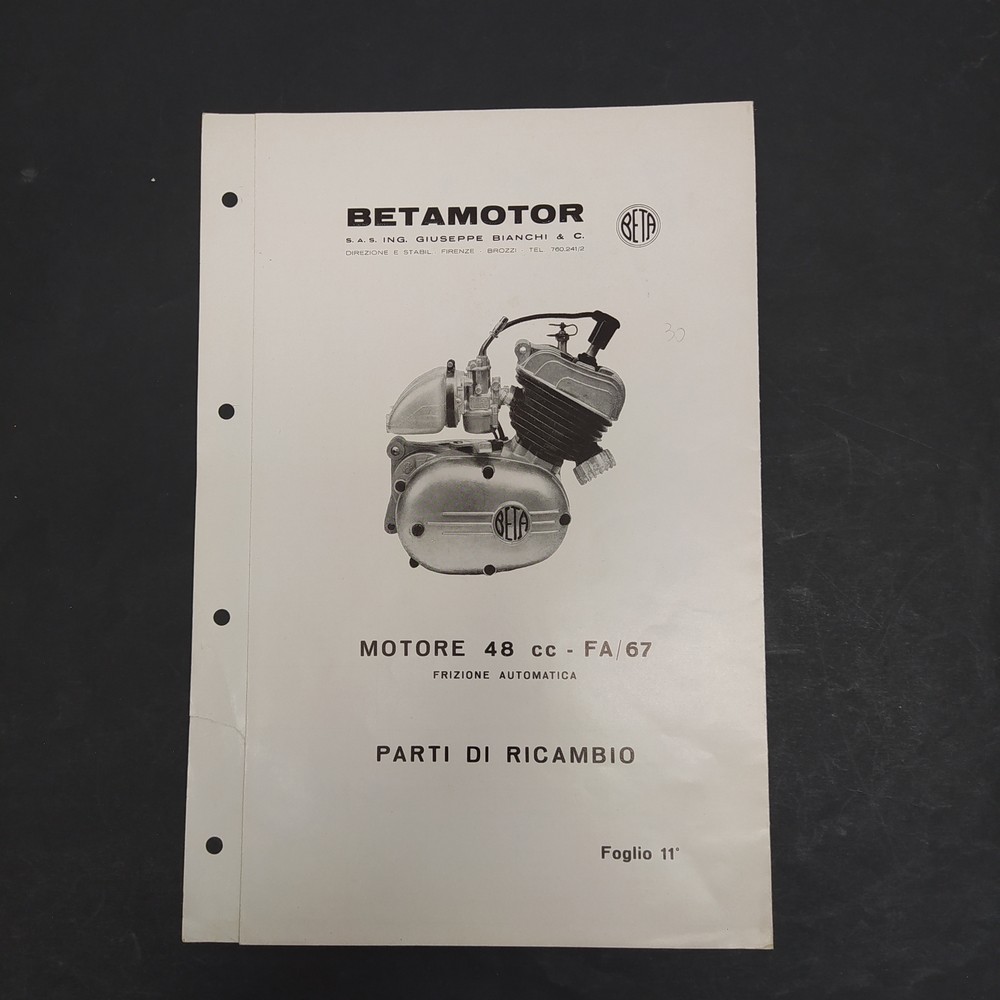 BETAMOTOR
S. A. S. ING. GIUSEPPE BIANCHI & C.
DIREZIONE E STABIL. FIRENZE - BROZZI TEL. 760.241/2
BETA
30
BETA
MOTORE 48 cc - FA/67
FRIZIONE AUTOMATICA
PARTI DI RICAMBIO
Foglio 11°